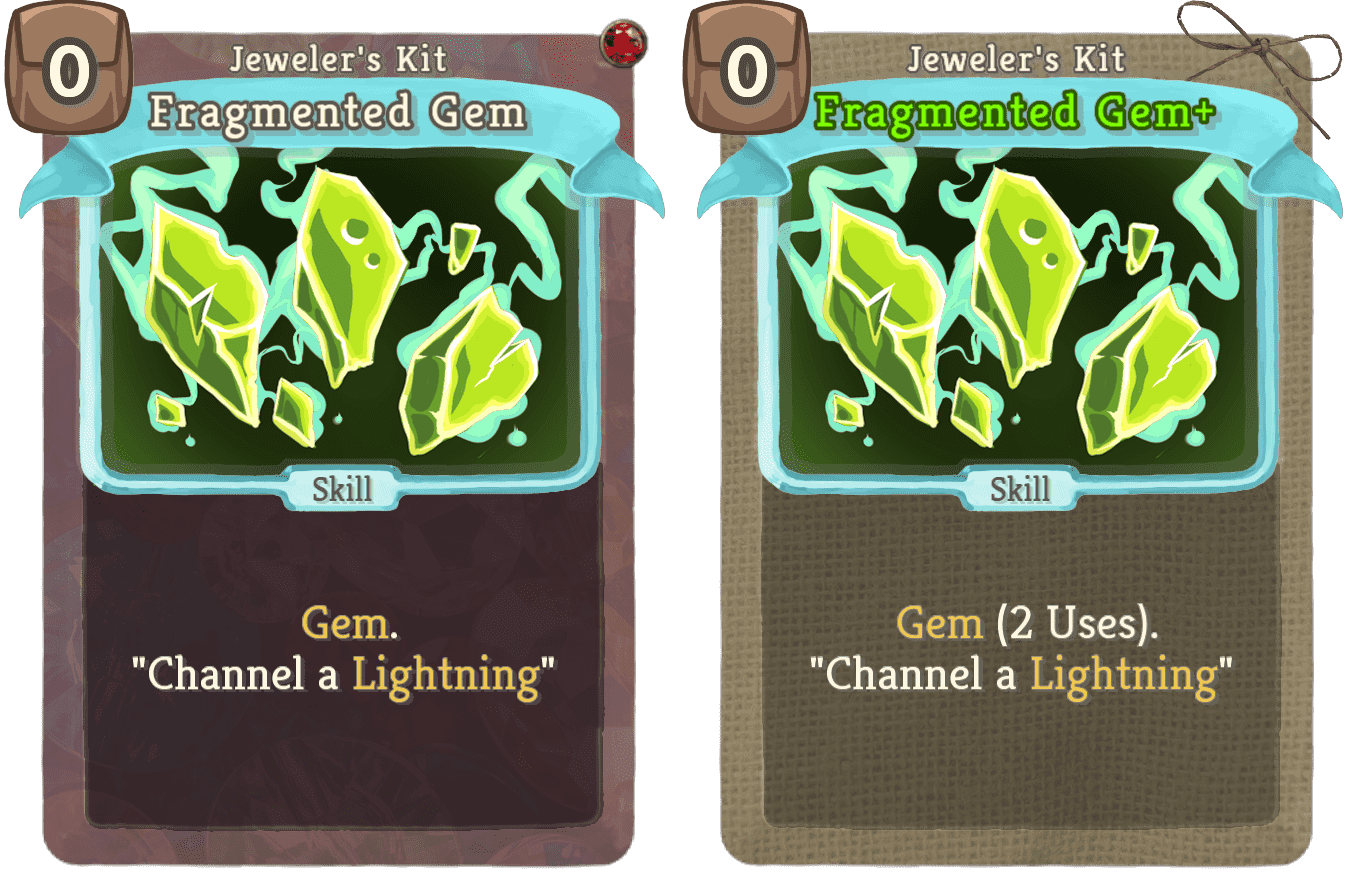 0
Jeweler's Kit
Fragmented Gem
Skill
Gem.
"Channel a Lightning"
0
Jeweler's Kit
Fragmented Gem+
Skill
Gem (2 Uses).
"Channel a Lightning"